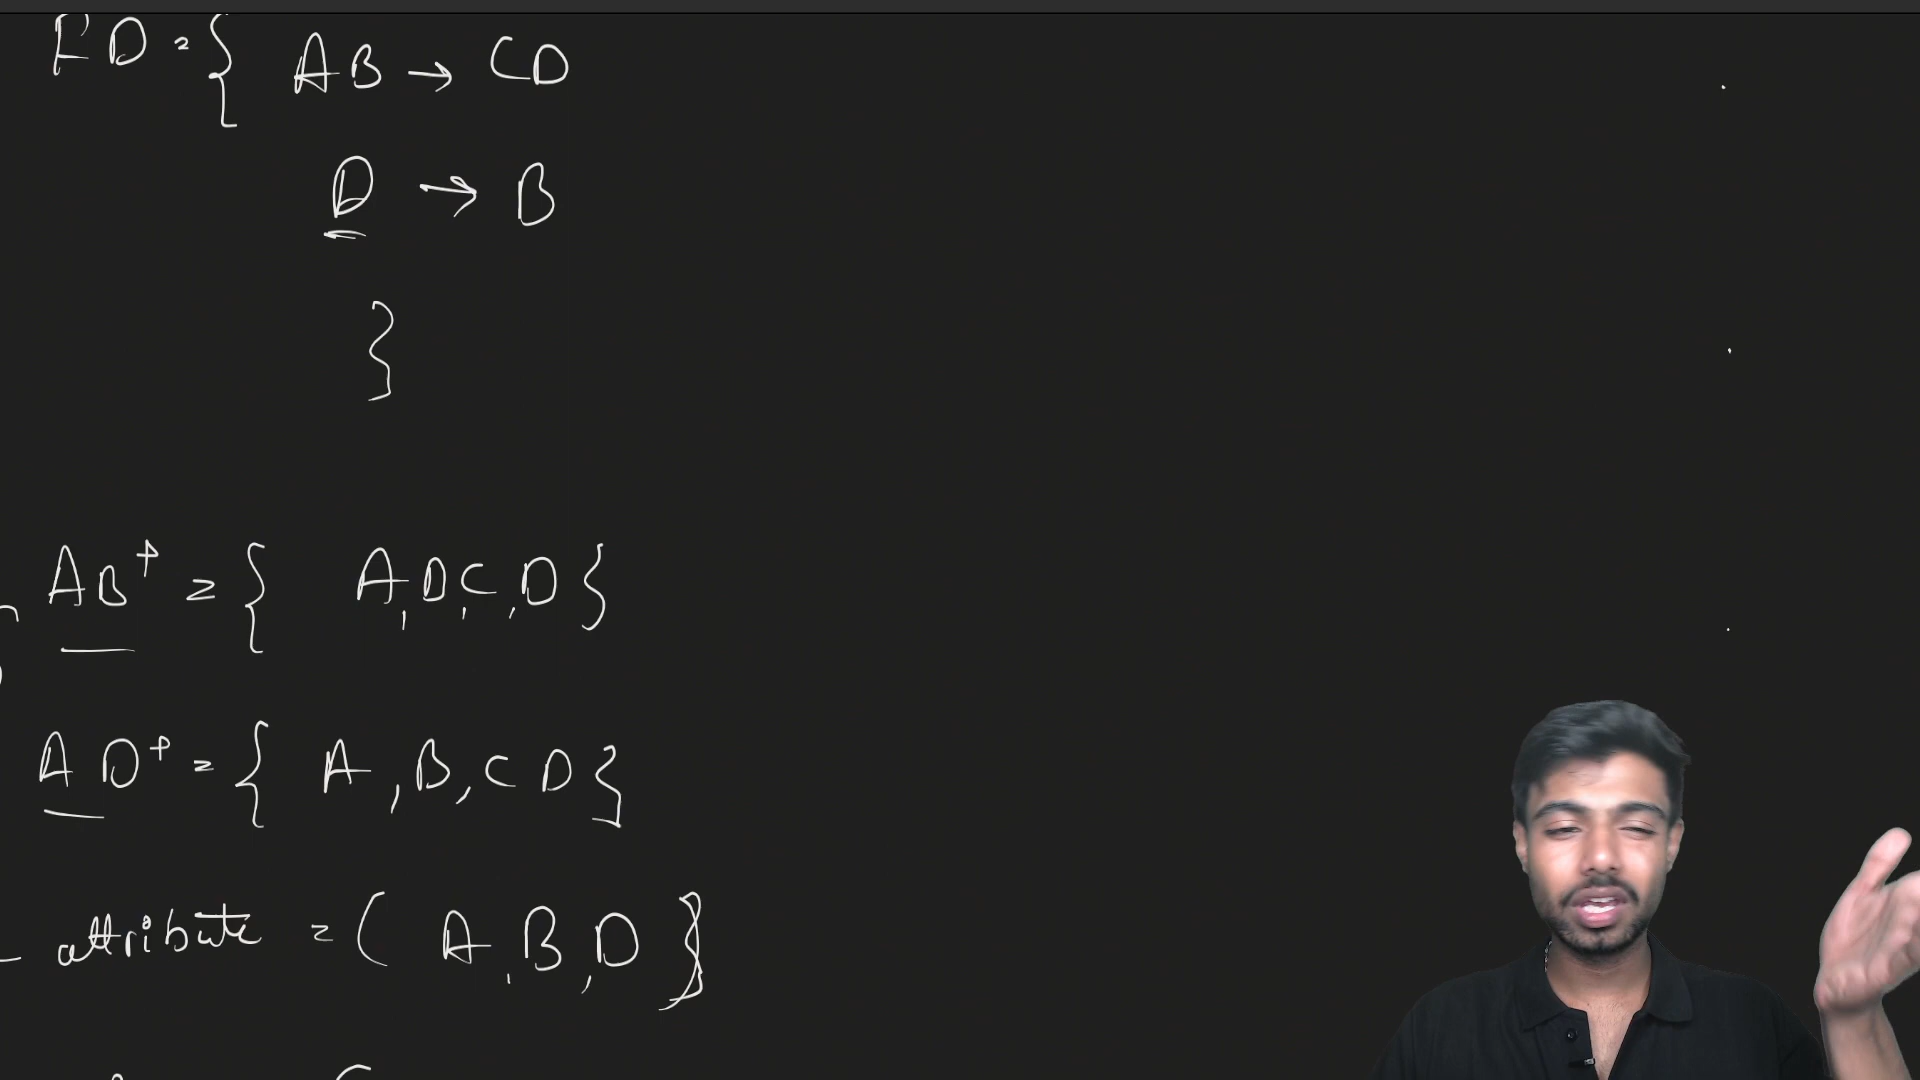 FD = { AB → CD
D → B
}
AB⁺ = { A, B, C, D }
AD⁺ = { A, B, C D }
attribute = ( A, B, D }